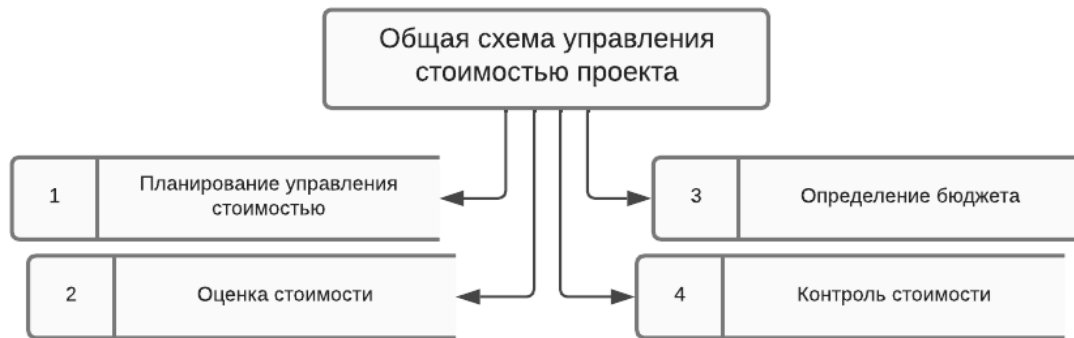 Общая схема управления
стоимостью проекта
1
Планирование управления
стоимостью
2
Оценка стоимости
3
Определение бюджета
4
Контроль стоимости